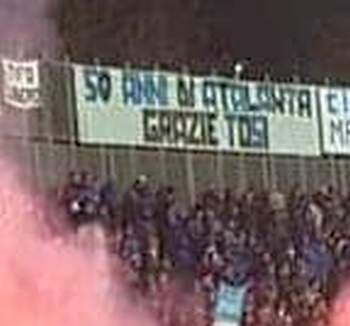 50 ANNI DI ATALANTA
GRAZIE TOSI